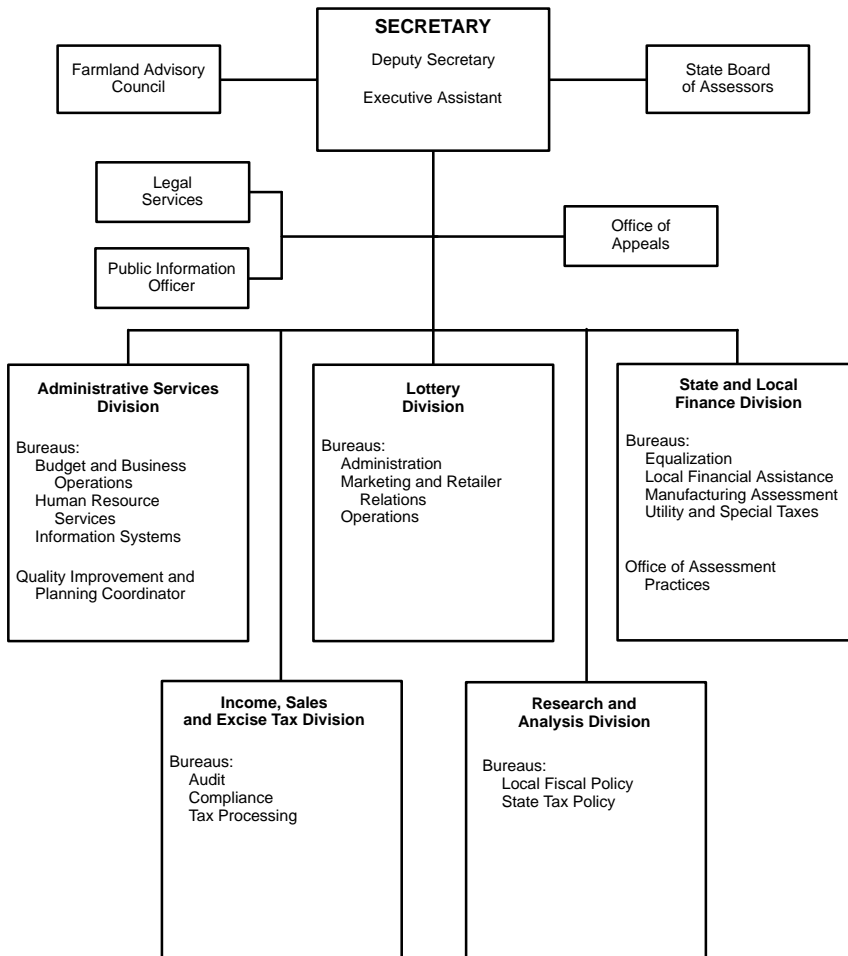 SECRETARY
Deputy Secretary
Executive Assistant
Farmland Advisory
Council
State Board
of Assessors
Legal
Services
Public Information
Officer
Office of
Appeals
Administrative Services
Division
Bureaus:
Budget and Business
Operations
Human Resource
Services
Information Systems
Quality Improvement and
Planning Coordinator
Lottery
Division
Bureaus:
Administration
Marketing and Retailer
Relations
Operations
State and Local
Finance Division
Bureaus:
Equalization
Local Financial Assistance
Manufacturing Assessment
Utility and Special Taxes
Office of Assessment
Practices
Income, Sales
and Excise Tax Division
Bureaus:
Audit
Compliance
Tax Processing
Research and
Analysis Division
Bureaus:
Local Fiscal Policy
State Tax Policy